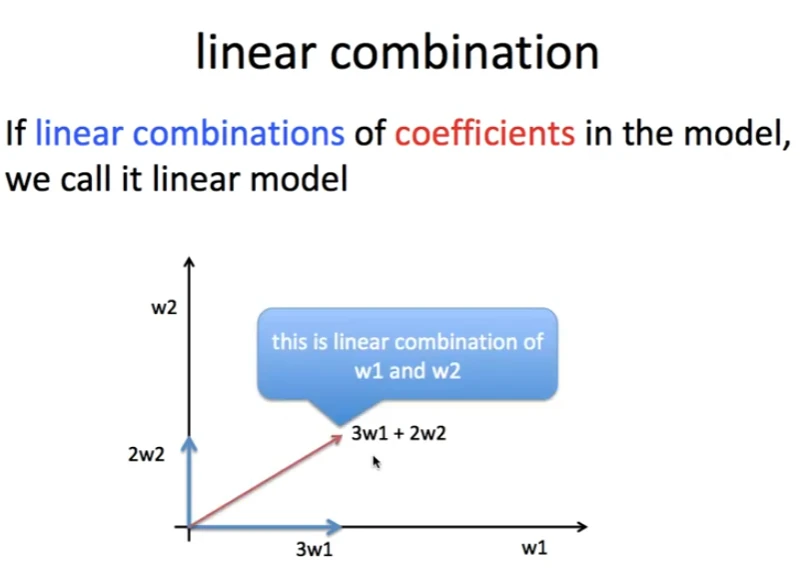 linear combination
If linear combinations of coefficients in the model,
we call it linear model
w2
this is linear combination of
w1 and w2
3w1 + 2w2
2w2
3w1
w1